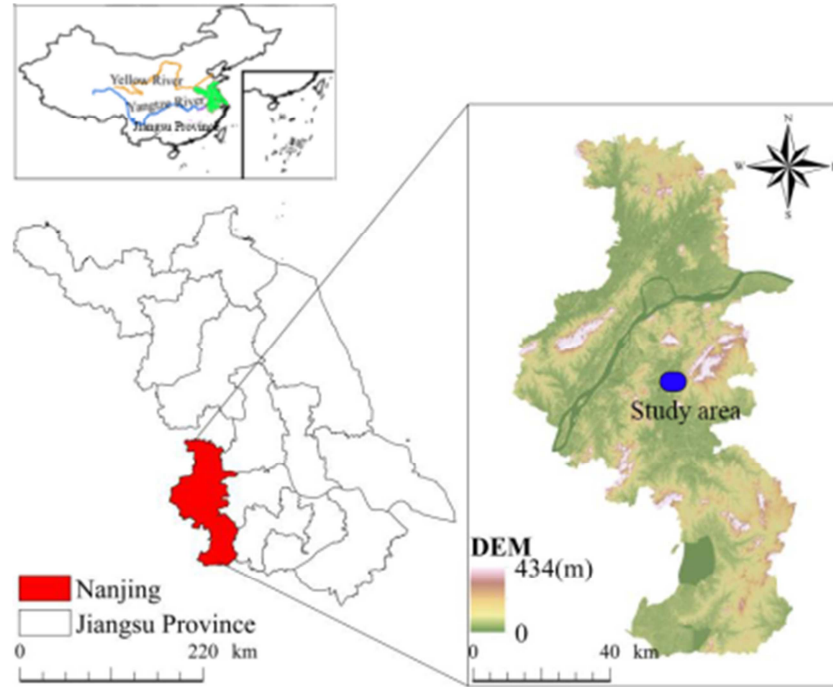 Yellow River
Yangtze River
Jiangsu Province
N
W
S
Study area
DEM
434(m)
0
Nanjing
Jiangsu Province
0 220 km
0 40 km